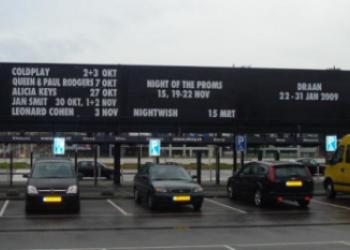 COLDPLAY 2+3 OKT
QUEEN & PAUL RODGERS 7 OKT
ALICIA KEYS 27 OKT
JAN SMIT 30 OKT, 1+2 NOV
LEONARD COHEN 3 NOV
NIGHT OF THE PROMS
15, 19-22 NOV
NIGHTWISH 15 MRT
DRAAN
22-31 JAN 2009